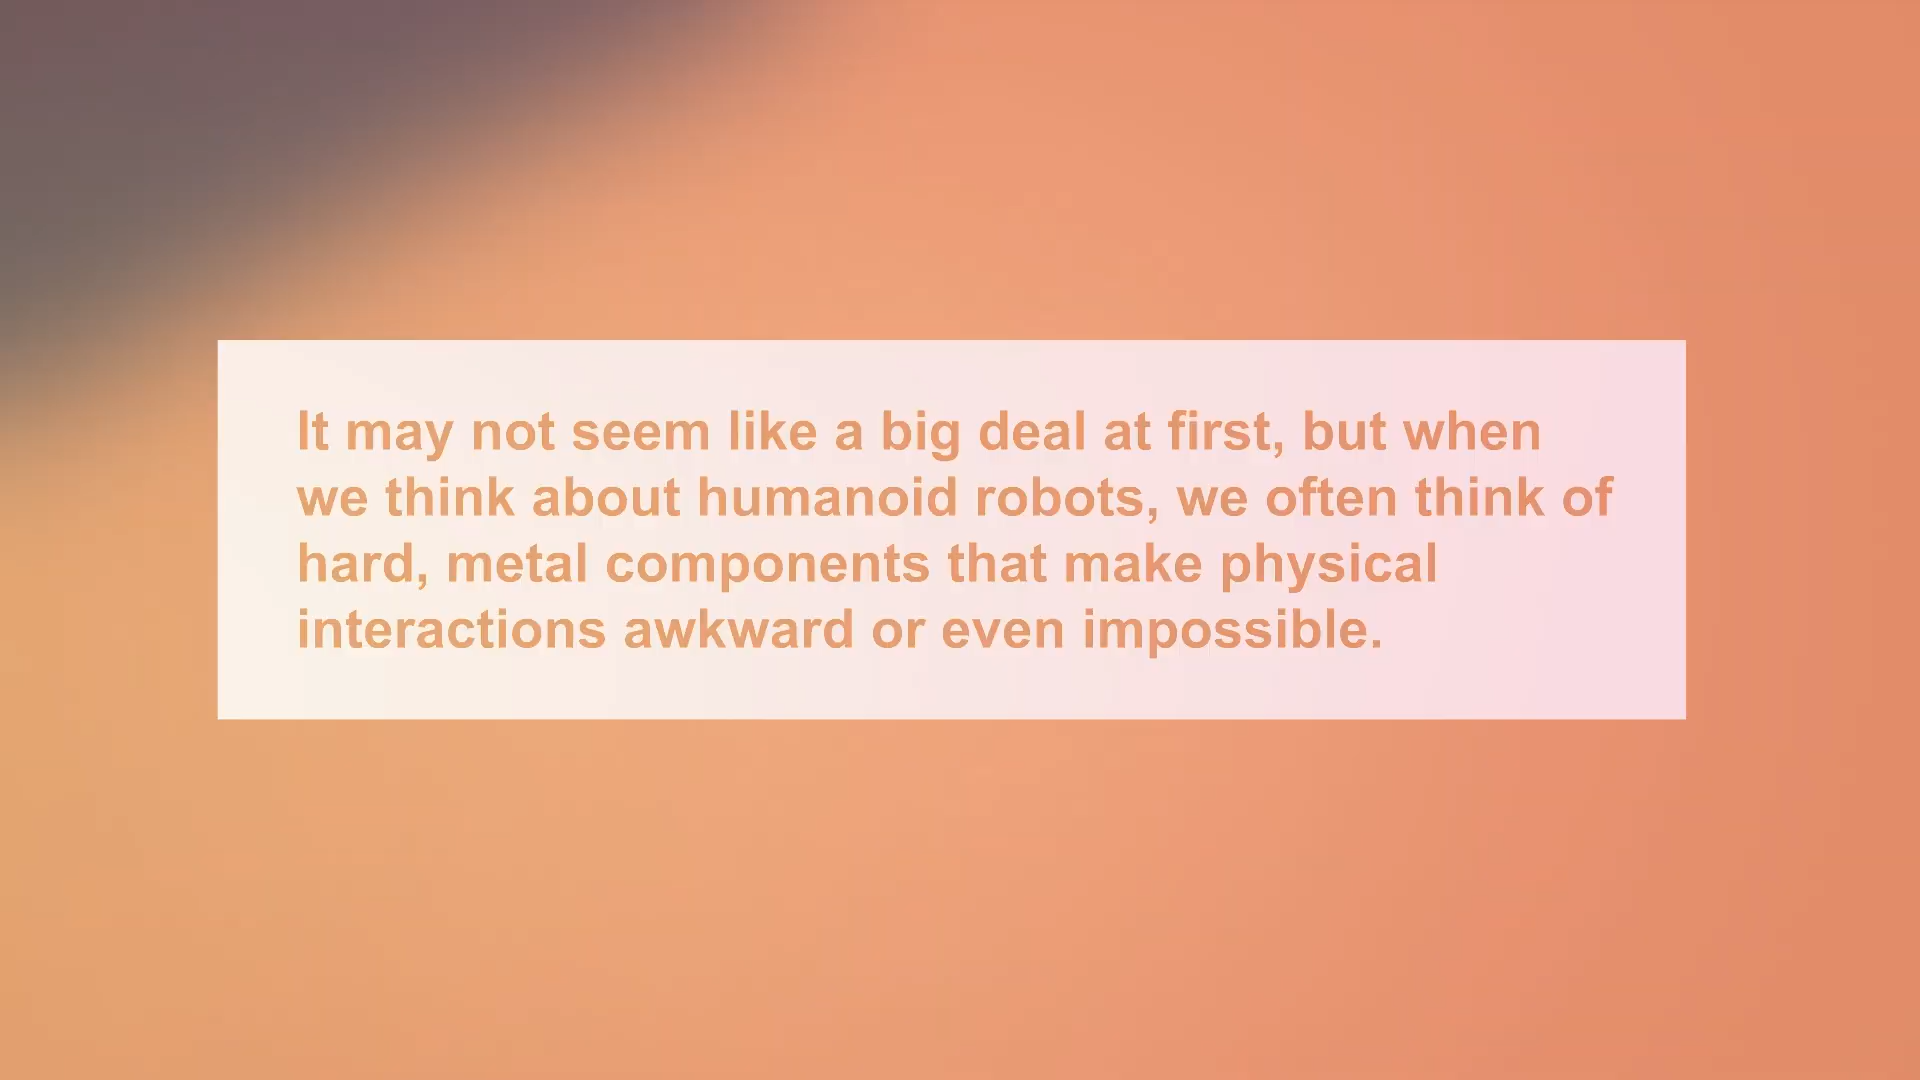 It may not seem like a big deal at first, but when
we think about humanoid robots, we often think of
hard, metal components that make physical
interactions awkward or even impossible.